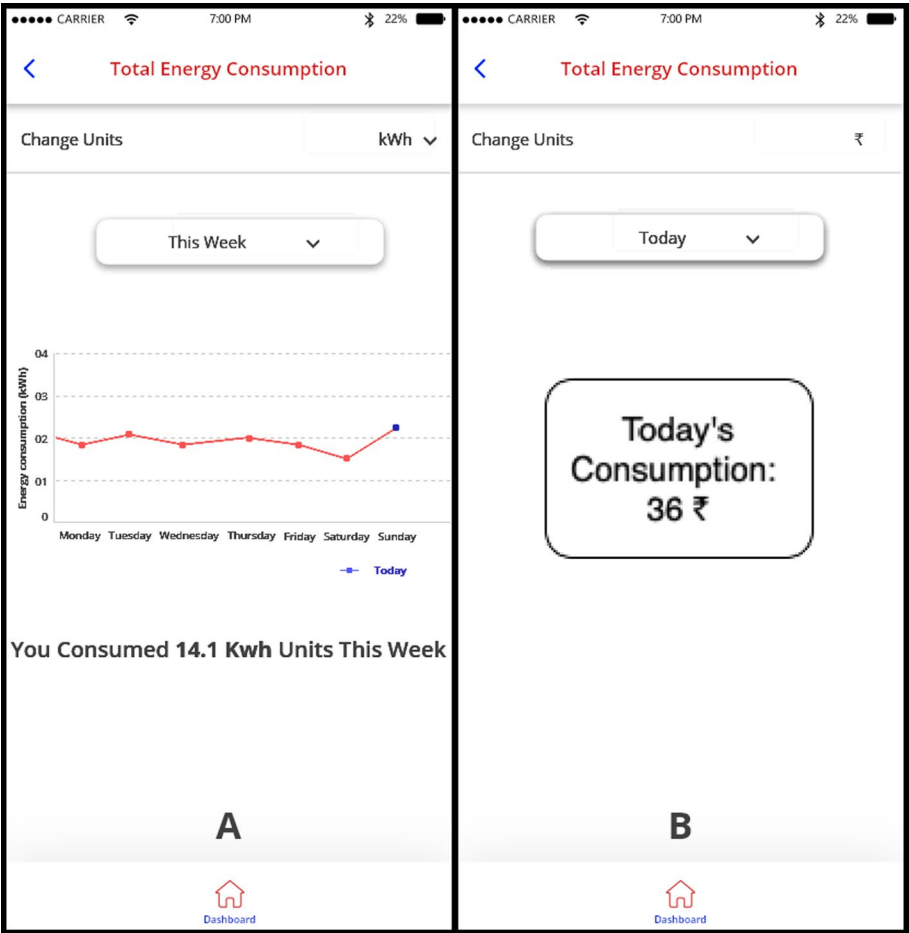 CARRIER 7:00 PM 22%
Total Energy Consumption
Change Units kWh
This Week
Energy consumption (kWh)
04
03
02
01
0
Monday Tuesday Wednesday Thursday Friday Saturday Sunday
Today
You Consumed 14.1 Kwh Units This Week
A
Dashboard
CARRIER 7:00 PM 22%
Total Energy Consumption
Change Units ₹
Today
Today's
Consumption:
36 ₹
B
Dashboard